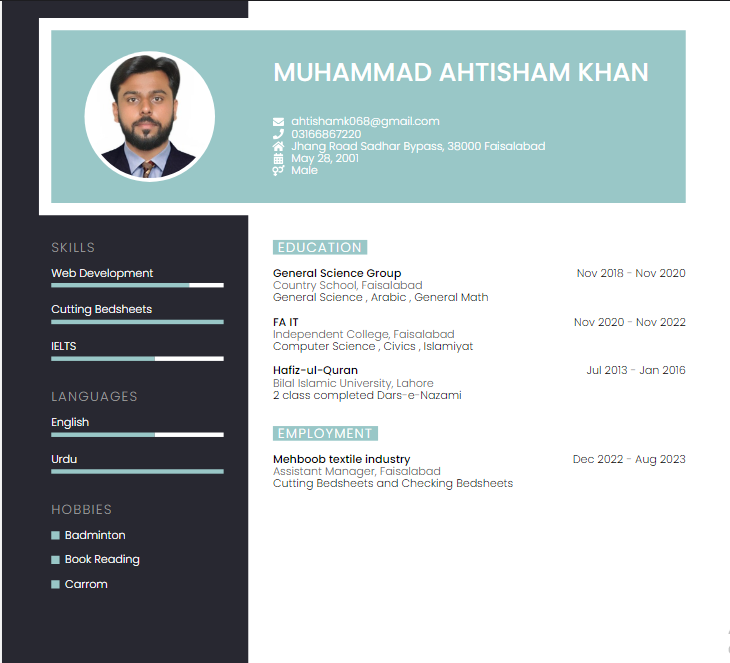 MUHAMMAD AHTISHAM KHAN
ahtishamk068@gmail.com
03166867220
Jhang Road Sadhar Bypass, 38000 Faisalabad
May 28, 2001
Male
SKILLS
Web Development
Cutting Bedsheets
IELTS
LANGUAGES
English
Urdu
HOBBIES
Badminton
Book Reading
Carrom
EDUCATION
General Science Group Nov 2018 - Nov 2020
Country School, Faisalabad
General Science , Arabic , General Math
FA IT Nov 2020 - Nov 2022
Independent College, Faisalabad
Computer Science , Civics , Islamiyat
Hafiz-ul-Quran Jul 2013 - Jan 2016
Bilal Islamic University, Lahore
2 class completed Dars-e-Nazami
EMPLOYMENT
Mehboob textile industry Dec 2022 - Aug 2023
Assistant Manager, Faisalabad
Cutting Bedsheets and Checking Bedsheets